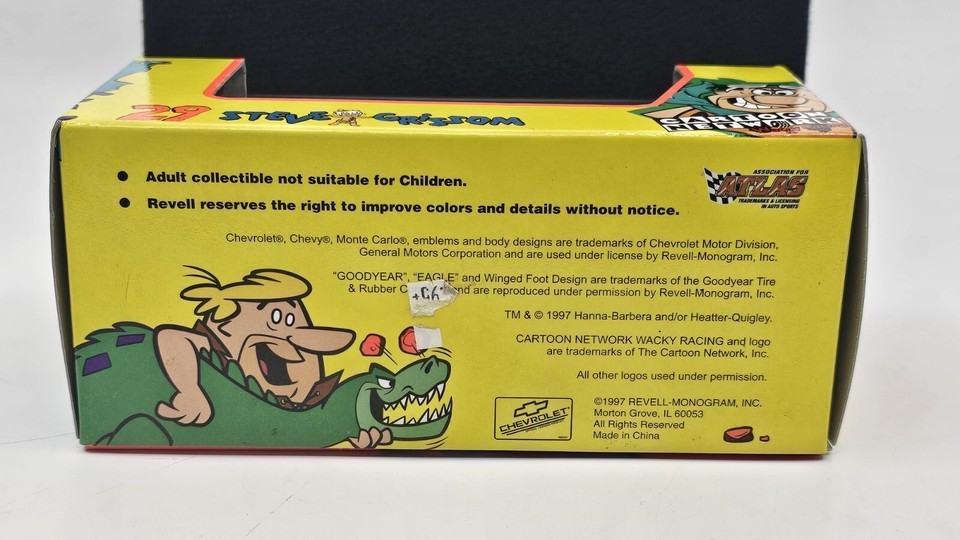 29 STEVE GRISSOM
CARTOON
NETWORK
● Adult collectible not suitable for Children.
● Revell reserves the right to improve colors and details without notice.
ASSOCIATION FOR
ATLAS
TRADEMARKS & LICENSING
IN AUTO SPORTS
Chevrolet®, Chevy®, Monte Carlo®, emblems and body designs are trademarks of Chevrolet Motor Division,
General Motors Corporation and are used under license by Revell-Monogram, Inc.
"GOODYEAR", "EAGLE" and Winged Foot Design are trademarks of the Goodyear Tire
& Rubber and are reproduced under permission by Revell-Monogram, Inc.
TM & © 1997 Hanna-Barbera and/or Heatter-Quigley.
CARTOON NETWORK WACKY RACING and logo
are trademarks of The Cartoon Network, Inc.
All other logos used under permission.
CHEVROLET
©1997 REVELL-MONOGRAM, INC.
Morton Grove, IL 60053
All Rights Reserved
Made in China